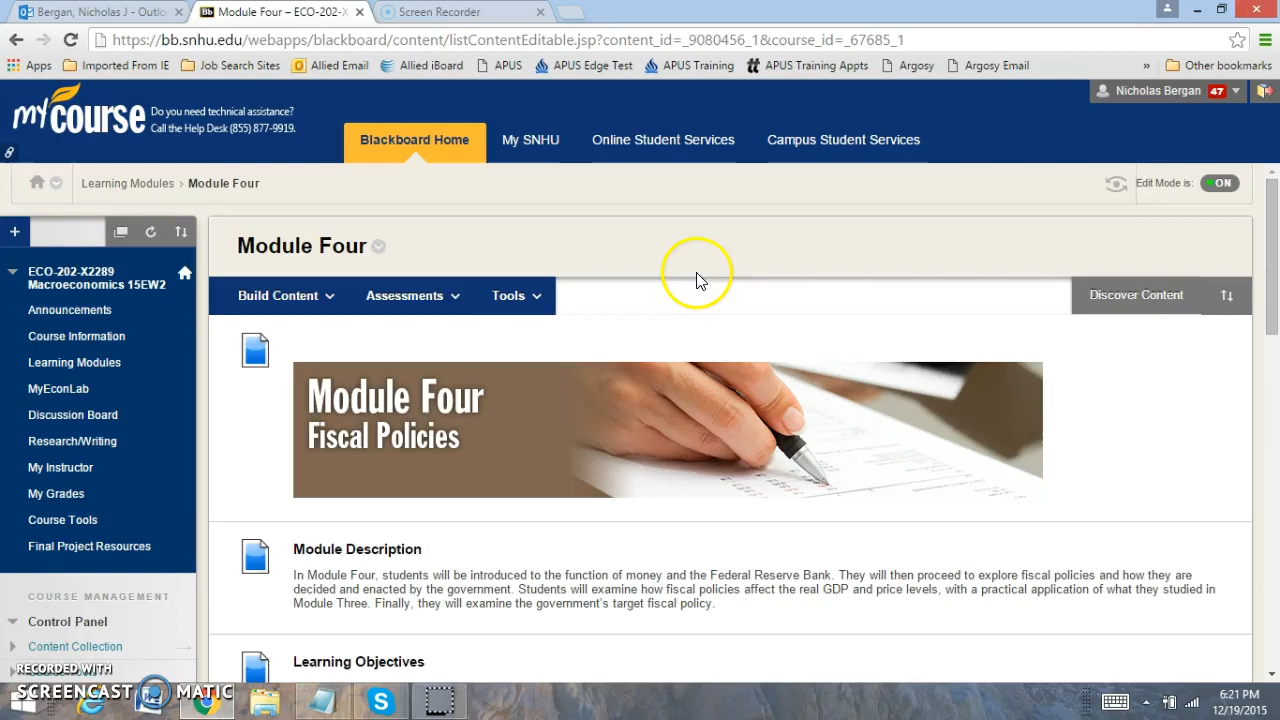 Bergan, Nicholas J - Outlo
Bb Module Four – ECO-202-X
Screen Recorder
https://bb.snhu.edu/webapps/blackboard/content/listContentEditable.jsp?content_id=_9080456_1&course_id=_67685_1
Apps Imported From IE Job Search Sites Allied Email Allied iBoard APUS APUS Edge Test APUS Training APUS Training Appts Argosy Argosy Email » Other bookmarks
Nicholas Bergan 47
my course
Do you need technical assistance?
Call the Help Desk (855) 877-9919.
Blackboard Home My SNHU Online Student Services Campus Student Services
Learning Modules > Module Four
Edit Mode is: ON
Module Four
Build Content Assessments Tools Discover Content
ECO-202-X2289
Macroeconomics 15EW2
Announcements
Course Information
Learning Modules
MyEconLab
Discussion Board
Research/Writing
My Instructor
My Grades
Course Tools
Final Project Resources
COURSE MANAGEMENT
Control Panel
Content Collection
Module Four
Fiscal Policies
Module Description
In Module Four, students will be introduced to the function of money and the Federal Reserve Bank. They will then proceed to explore fiscal policies and how they are
decided and enacted by the government. Students will examine how fiscal policies affect the real GDP and price levels, with a practical application of what they studied in
Module Three. Finally, they will examine the government's target fiscal policy.
Learning Objectives
RECORDED WITH
SCREENCAST MATIC
6:21 PM
12/19/2015